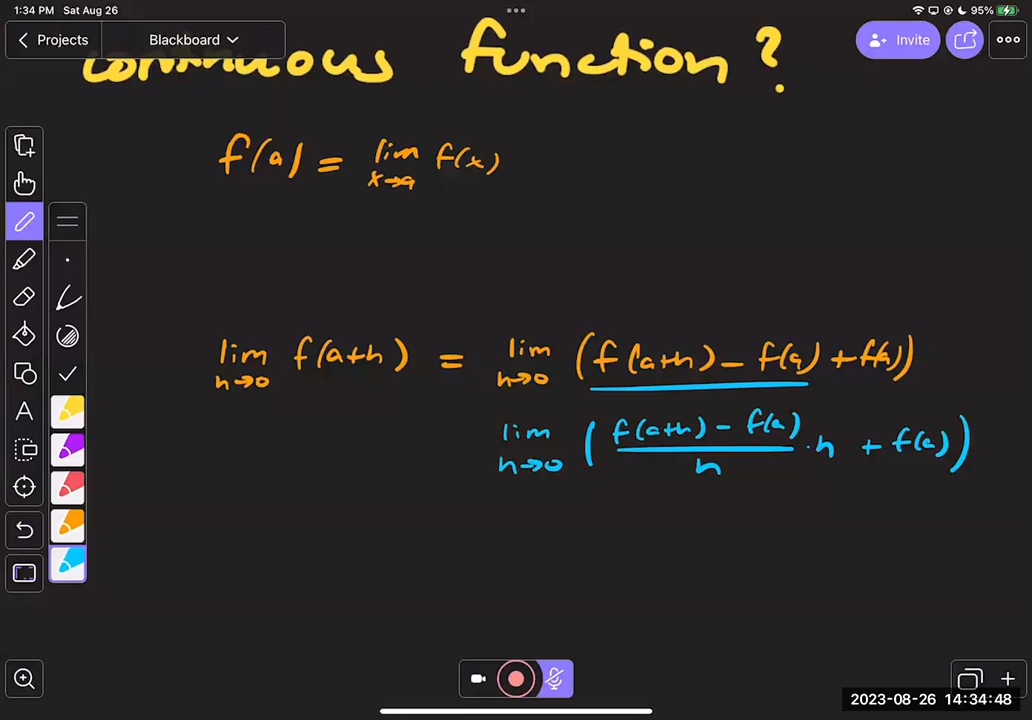 1:34 PM Sat Aug 26
95%
Projects
Blackboard
Invite
continuous function?
f(a) = lim x→a f(x)
lim h→0 f(a+h) = lim h→0 (f(a+h) - f(a) + f(a))
lim h→0 (f(a+h) - f(a) / h · h + f(a))
A
2023-08-26 14:34:48